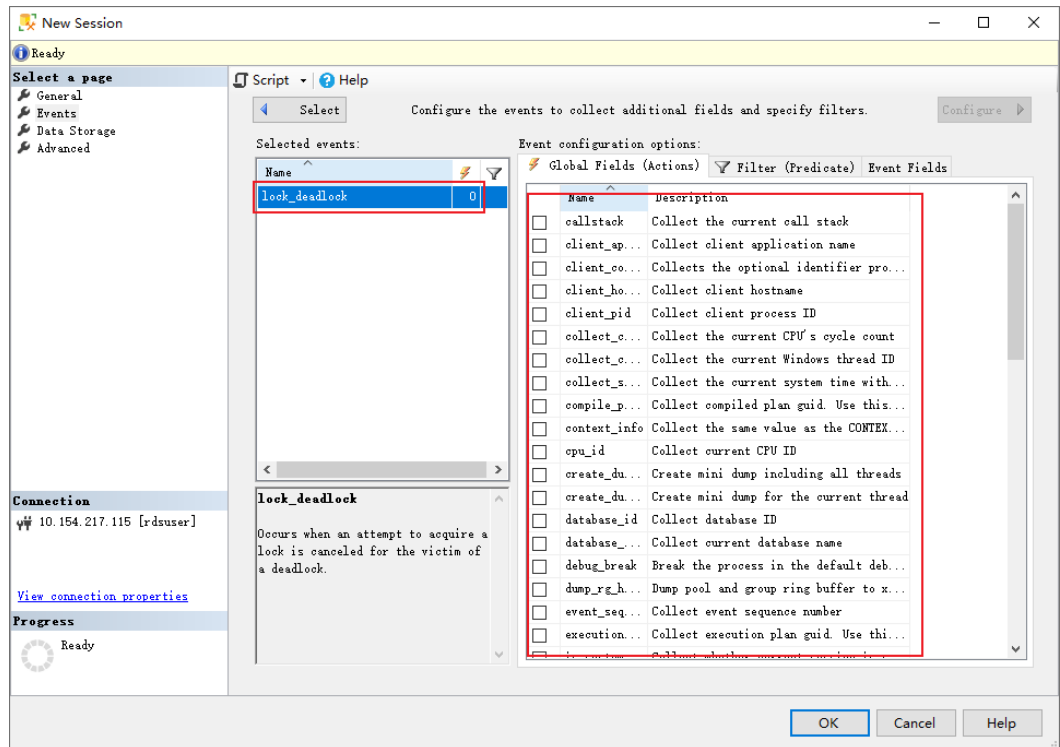 New Session
Ready
Select a page
General
Events
Data Storage
Advanced
Script
Help
Select
Configure the events to collect additional fields and specify filters.
Configure
Selected events:
Name
lock_deadlock 0
Event configuration options:
Global Fields (Actions) Filter (Predicate) Event Fields
Name Description
callstack Collect the current call stack
client_ap... Collect client application name
client_co... Collects the optional identifier pro...
client_ho... Collect client hostname
client_pid Collect client process ID
collect_c... Collect the current CPU's cycle count
collect_c... Collect the current Windows thread ID
collect_s... Collect the current system time with...
compile_p... Collect compiled plan guid. Use this...
context_info Collect the same value as the CONTEX...
cpu_id Collect current CPU ID
create_du... Create mini dump including all threads
create_du... Create mini dump for the current thread
database_id Collect database ID
database_... Collect current database name
debug_break Break the process in the default deb...
dump_rg_h... Dump pool and group ring buffer to x...
event_seq... Collect event sequence number
execution... Collect execution plan guid. Use thi...
lock_deadlock
Occurs when an attempt to acquire a
lock is canceled for the victim of
a deadlock.
Connection
10.154.217.115 [rdsuser]
View connection properties
Progress
Ready
OK
Cancel
Help